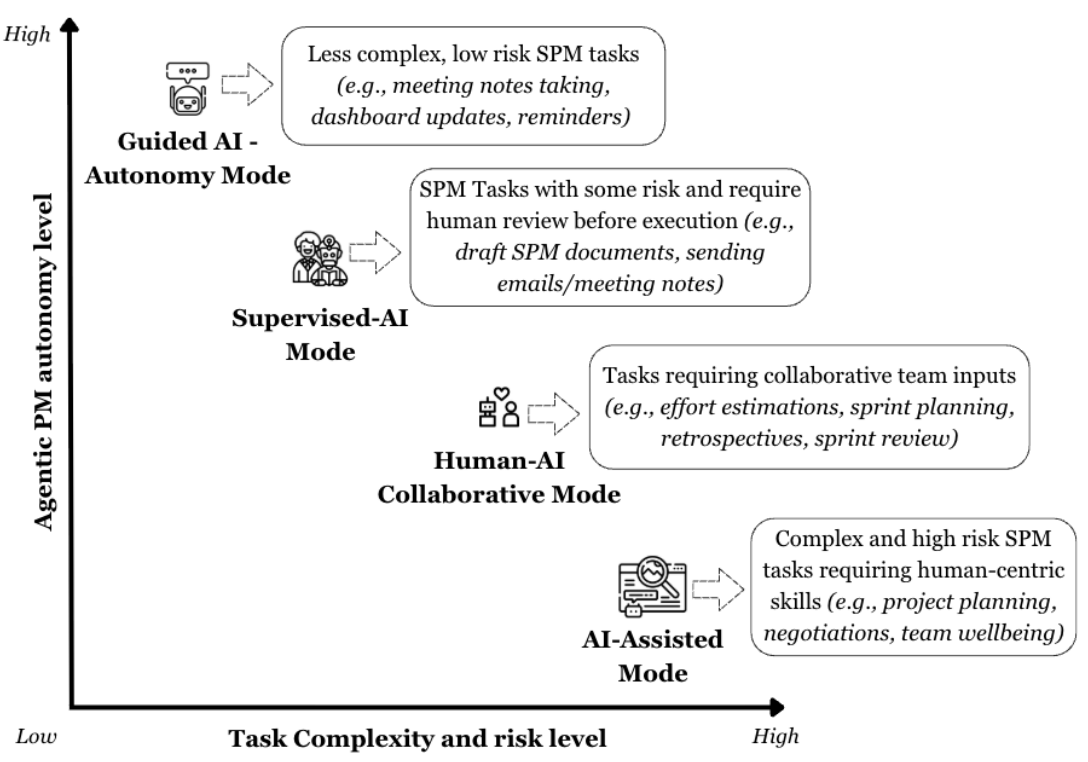 High
Less complex, low risk SPM tasks
(e.g., meeting notes taking,
dashboard updates, reminders)
Guided AI -
Autonomy Mode
SPM Tasks with some risk and require
human review before execution (e.g.,
draft SPM documents, sending
emails/meeting notes)
Supervised-AI
Mode
Agentic PM autonomy level
Tasks requiring collaborative team inputs
(e.g., effort estimations, sprint planning,
retrospectives, sprint review)
Human-AI
Collaborative Mode
Complex and high risk SPM
tasks requiring human-centric
skills (e.g., project planning,
negotiations, team wellbeing)
AI-Assisted
Mode
Low
Task Complexity and risk level
High